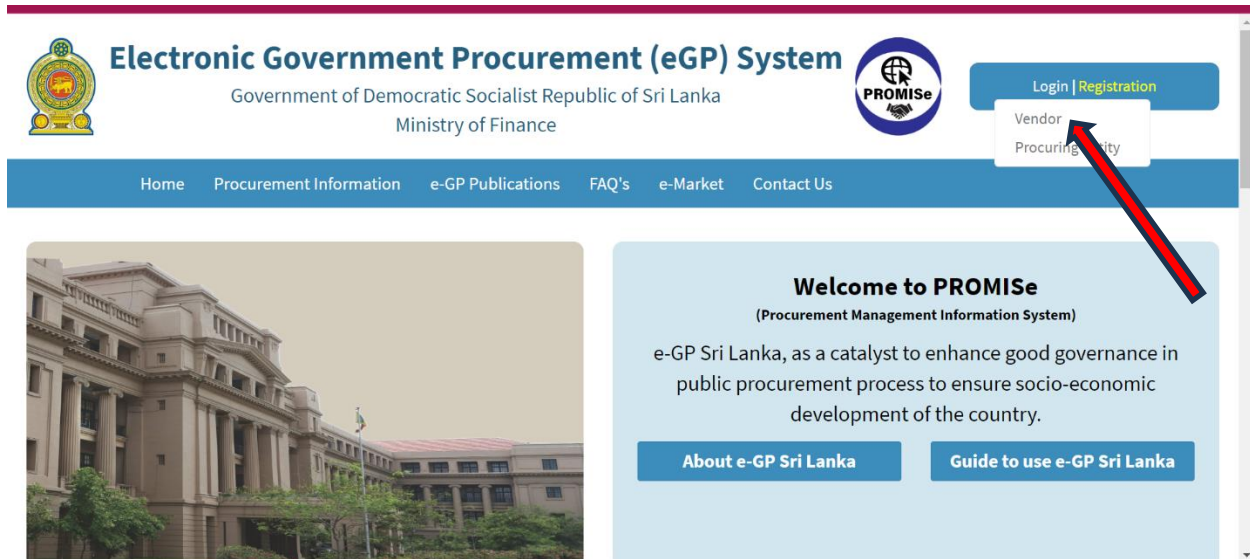 Electronic Government Procurement (eGP) System
Government of Democratic Socialist Republic of Sri Lanka
Ministry of Finance
PROMISe
Login | Registration
Vendor
Procuring Entity
Home Procurement Information e-GP Publications FAQ's e-Market Contact Us
Welcome to PROMISe
(Procurement Management Information System)
e-GP Sri Lanka, as a catalyst to enhance good governance in
public procurement process to ensure socio-economic
development of the country.
About e-GP Sri Lanka
Guide to use e-GP Sri Lanka